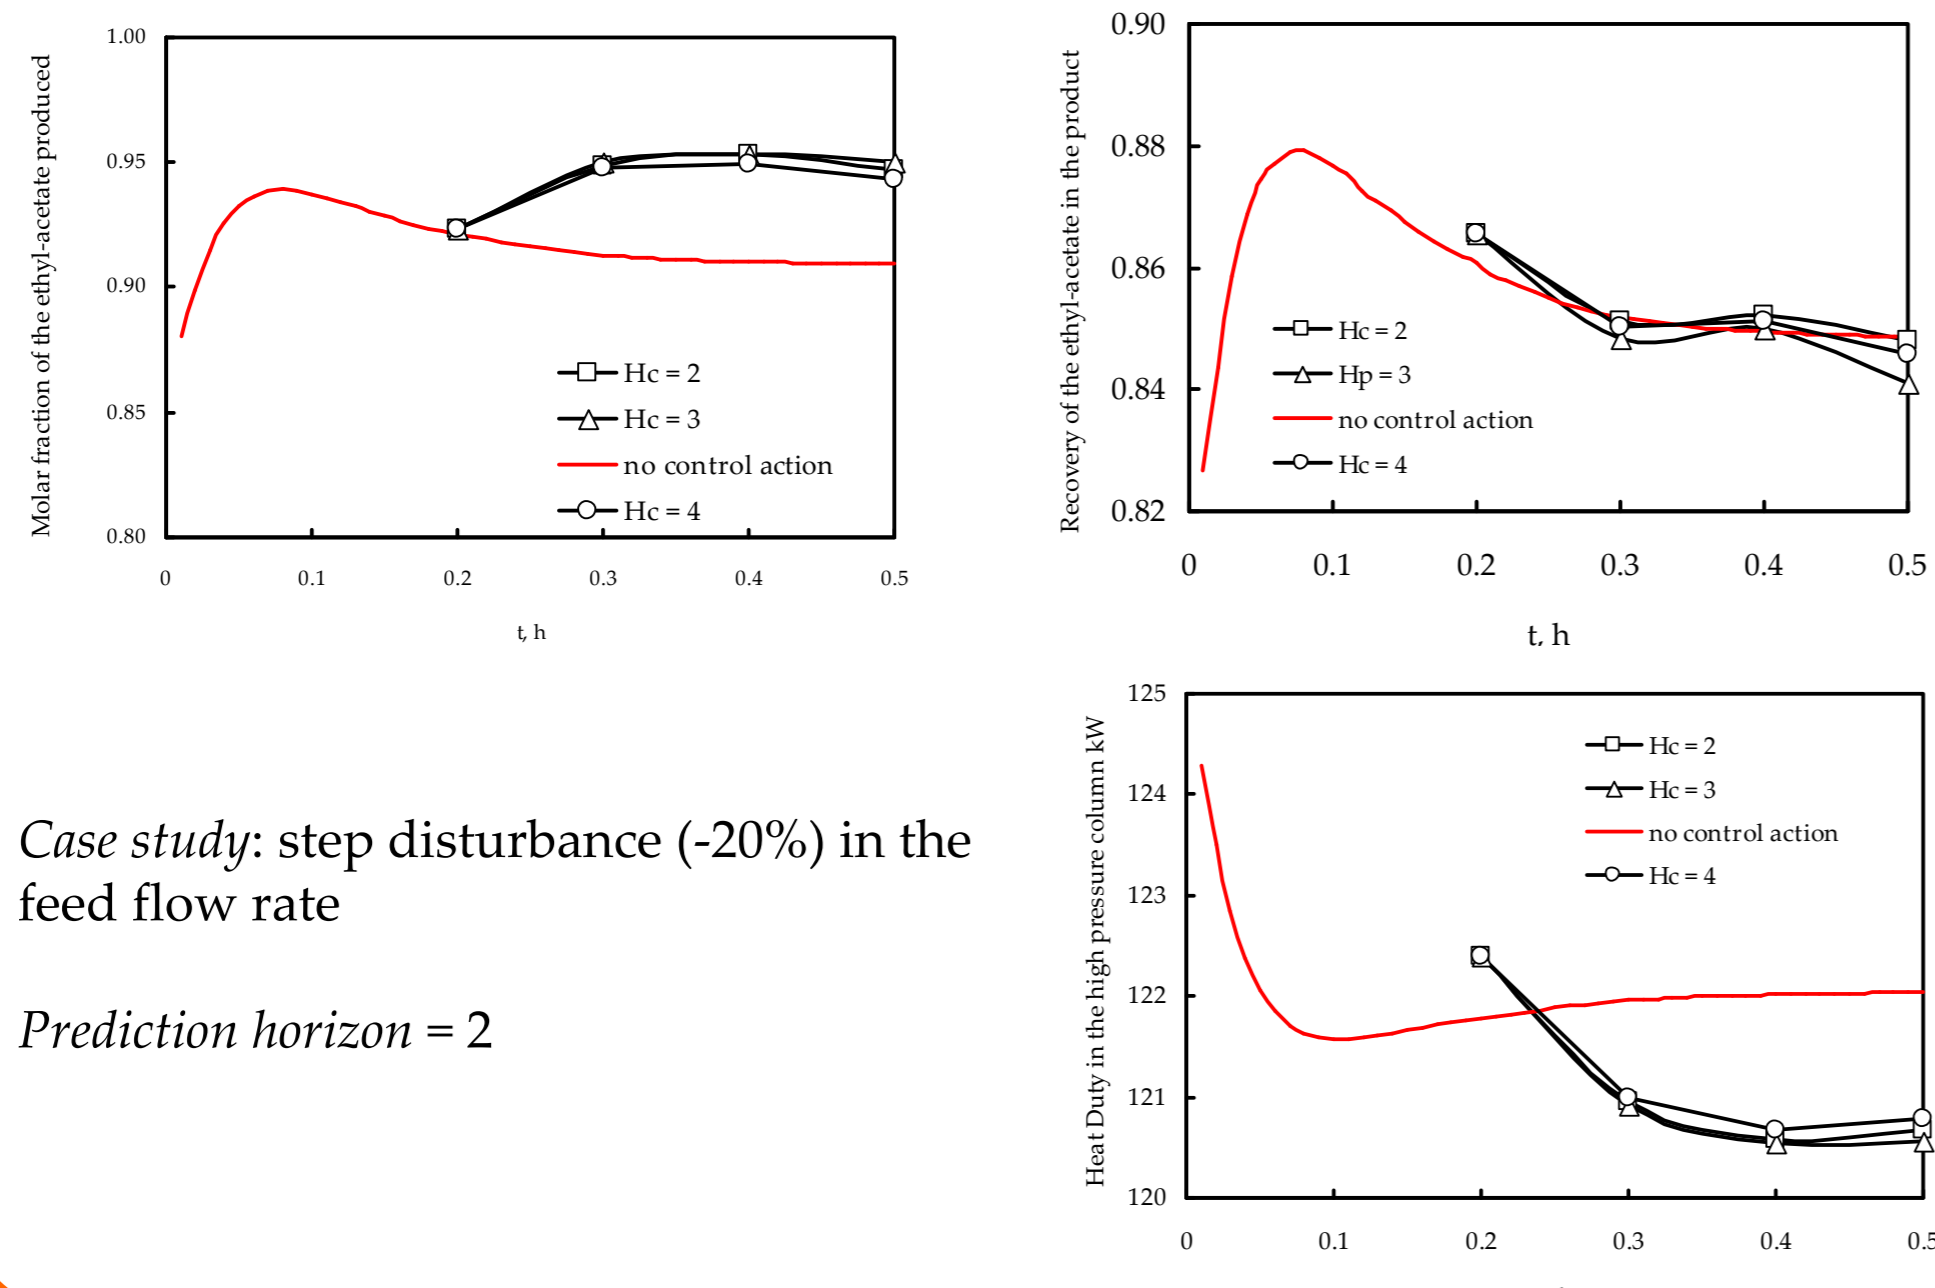 Molar fraction of the ethyl-acetate produced
1.00
0.95
0.90
0.85
0.80
0
0.1
0.2
0.3
0.4
0.5
t, h
Hc = 2
Hc = 3
no control action
Hc = 4
Recovery of the ethyl-acetate in the product
0.90
0.88
0.86
0.84
0.82
0
0.1
0.2
0.3
0.4
0.5
t, h
Hc = 2
Hp = 3
no control action
Hc = 4
Case study: step disturbance (-20%) in the
feed flow rate
Prediction horizon = 2
Heat Duty in the high pressure column kW
125
124
123
122
121
120
0
0.1
0.2
0.3
0.4
0.5
Hc = 2
Hc = 3
no control action
Hc = 4